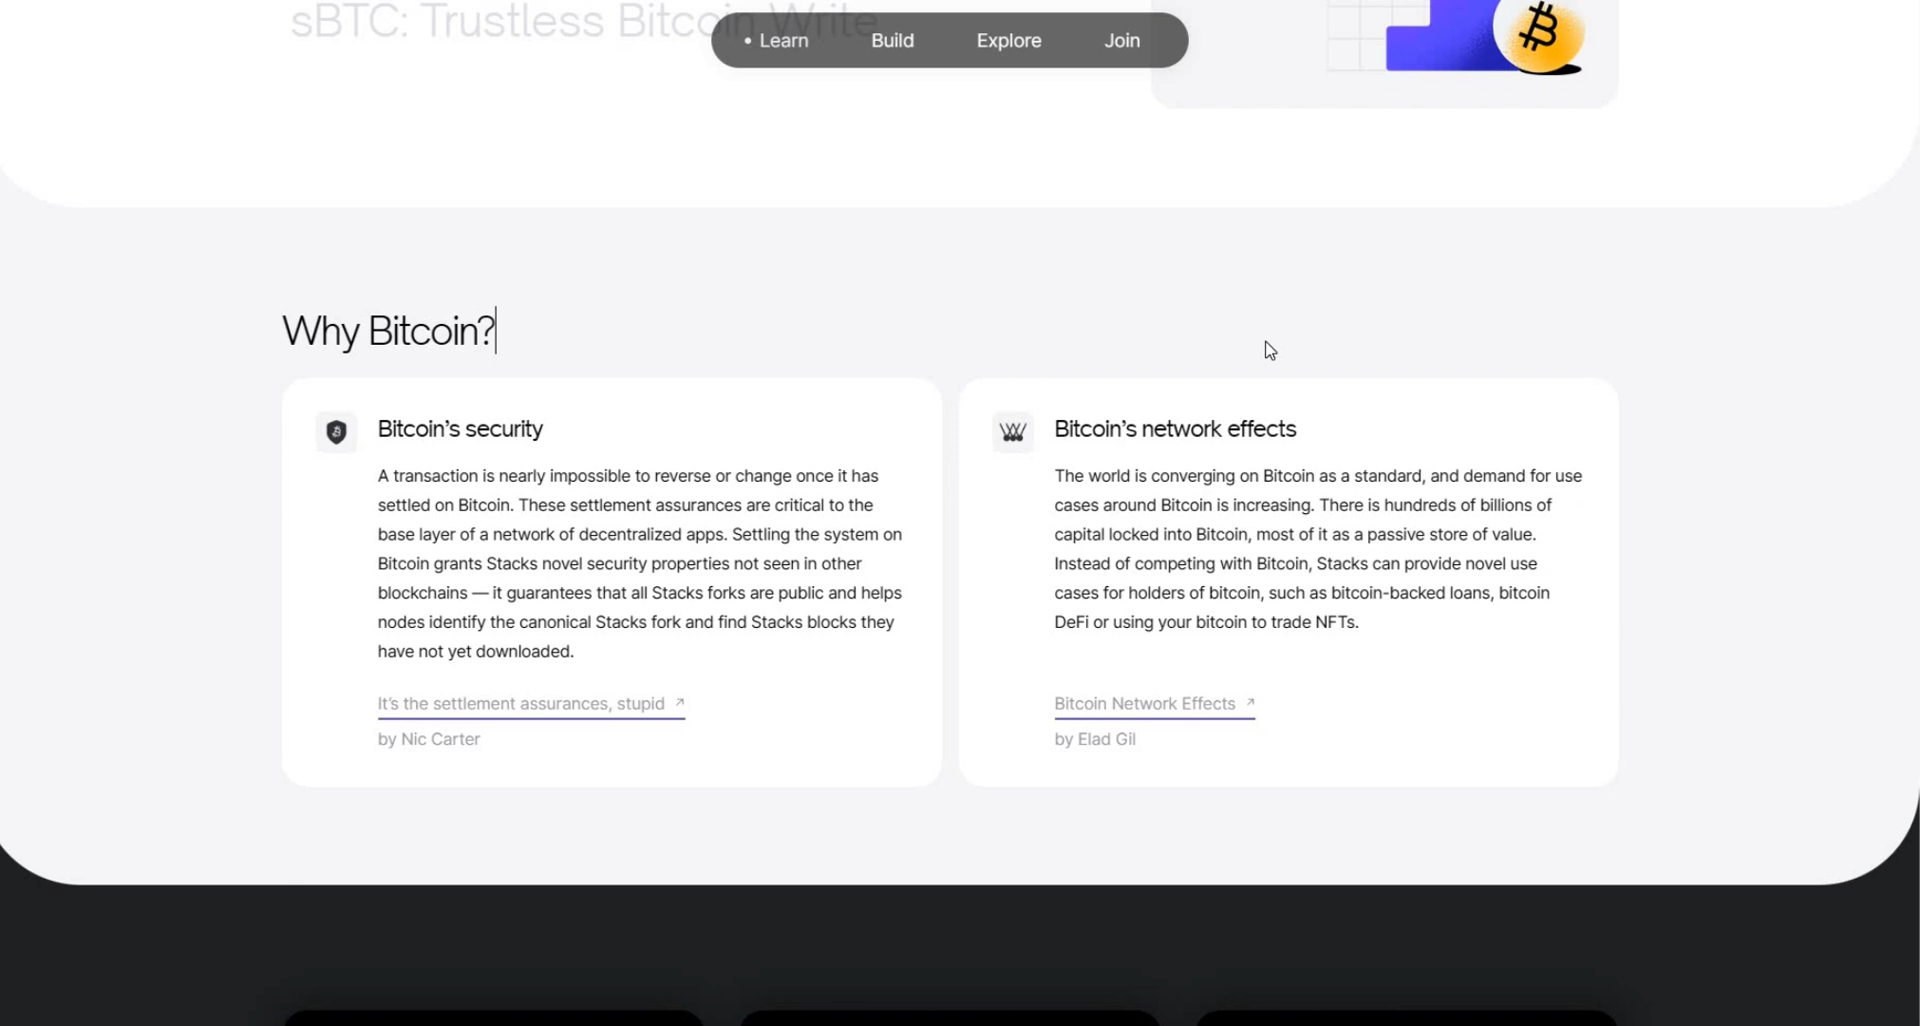 sBTC: Trustless Bitcoin Write
• Learn Build Explore Join
Why Bitcoin?
Bitcoin’s security
A transaction is nearly impossible to reverse or change once it has
settled on Bitcoin. These settlement assurances are critical to the
base layer of a network of decentralized apps. Settling the system on
Bitcoin grants Stacks novel security properties not seen in other
blockchains — it guarantees that all Stacks forks are public and helps
nodes identify the canonical Stacks fork and find Stacks blocks they
have not yet downloaded.
It’s the settlement assurances, stupid ↗
by Nic Carter
Bitcoin’s network effects
The world is converging on Bitcoin as a standard, and demand for use
cases around Bitcoin is increasing. There is hundreds of billions of
capital locked into Bitcoin, most of it as a passive store of value.
Instead of competing with Bitcoin, Stacks can provide novel use
cases for holders of bitcoin, such as bitcoin-backed loans, bitcoin
DeFi or using your bitcoin to trade NFTs.
Bitcoin Network Effects ↗
by Elad Gil